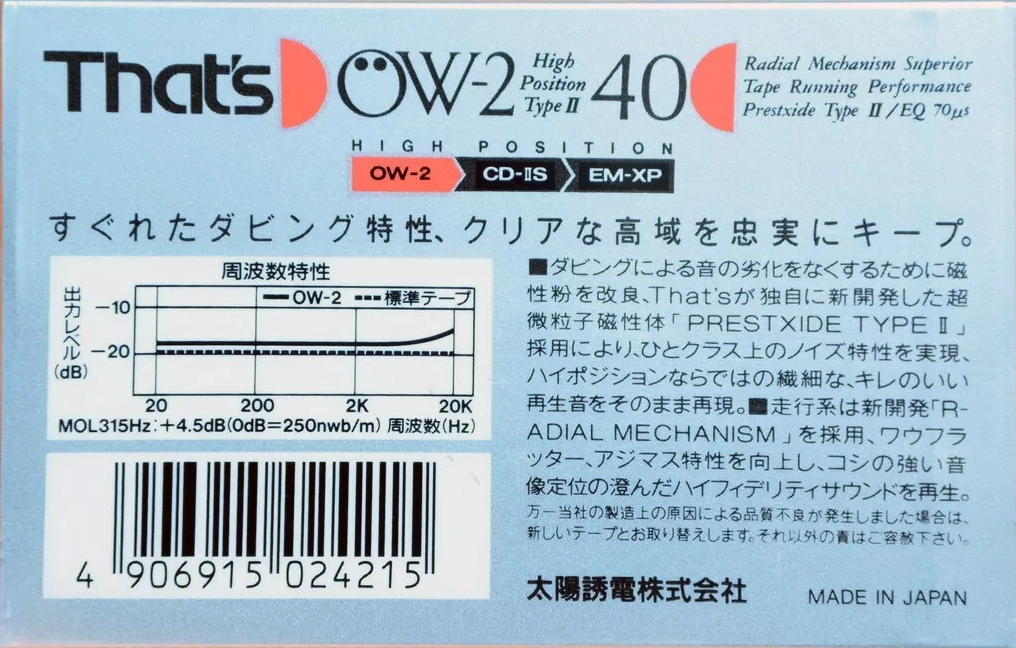 That's OW-2 High Position Type II 40
Radial Mechanism Superior
Tape Running Performance
Prestxide Type II/EQ 70μs
HIGH POSITION
OW-2 CD-IIS EM-XP
すぐれたダビング特性、クリアな高域を忠実にキープ。
周波数特性
出力レベル(dB)
OW-2 標準テープ
-10
-20
20 200 2K 20K
MOL315Hz:+4.5dB(0dB=250nwb/m) 周波数(Hz)
■ダビングによる音の劣化をなくするために磁
性粉を改良、That'sが独自に新開発した超
微粒子磁性体「PRESTXIDE TYPE II」
採用により、ひとクラス上のノイズ特性を実現、
ハイポジションならではの繊細な、キレのいい
再生音をそのまま再現。■走行系は新開発「R-
ADIAL MECHANISM」を採用、ワウフラ
ッター、アジマス特性を向上し、コシの強い音
像定位の澄んだハイフィデリティサウンドを再生。
万一当社の製造上の原因による品質不良が発生しました場合は、
新しいテープとお取り替えします。それ以外の責はご容赦下さい。
4 906915 024215
太陽誘電株式会社 MADE IN JAPAN